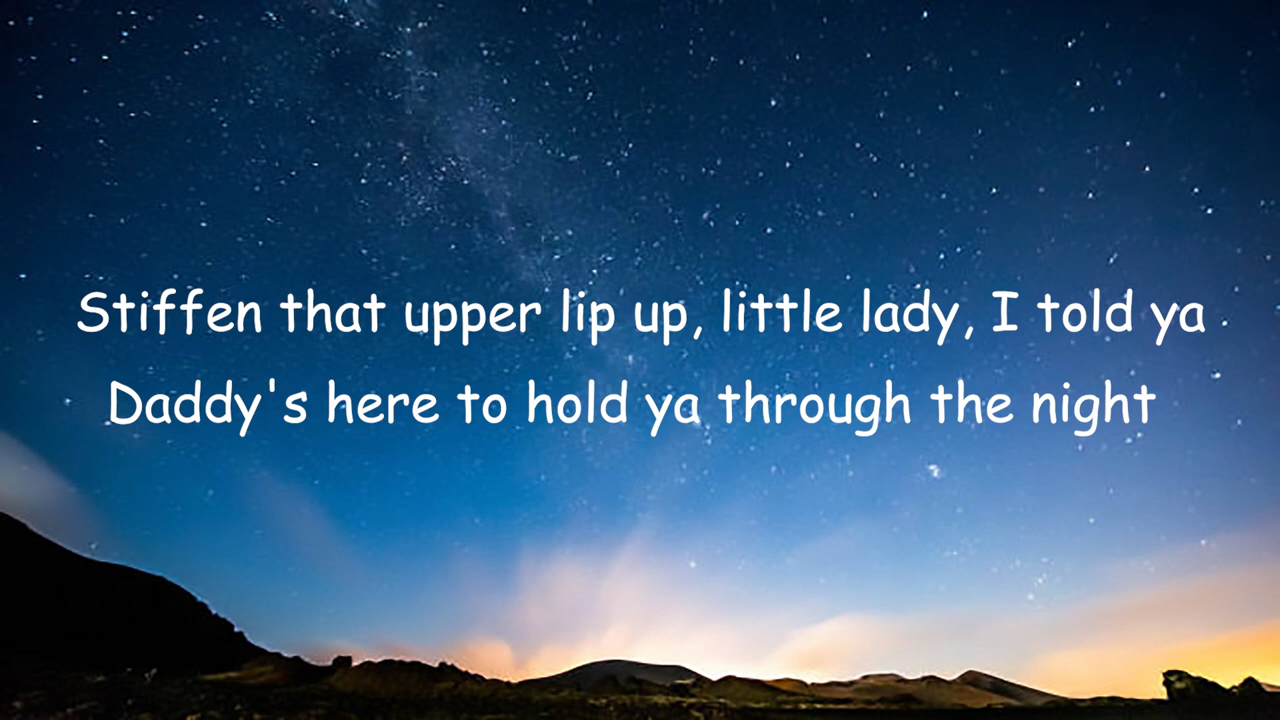 Stiffen that upper lip up, little lady, I told ya
Daddy's here to hold ya through the night